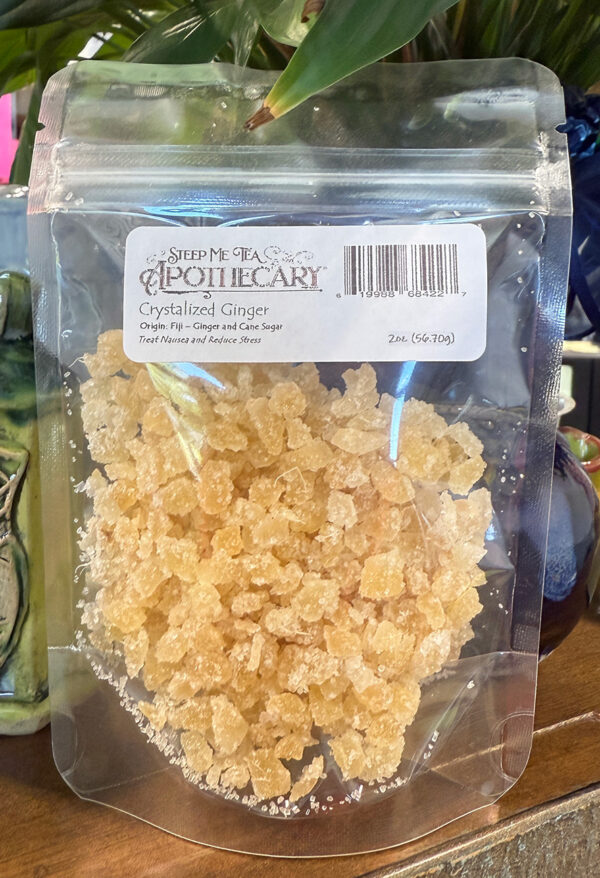 Steep Me Tea
Apothecary
Crystalized Ginger
Origin: Fiji – Ginger and Cane Sugar
Treat Nausea and Reduce Stress
6 19988 68422 7
2oz (56.70g)